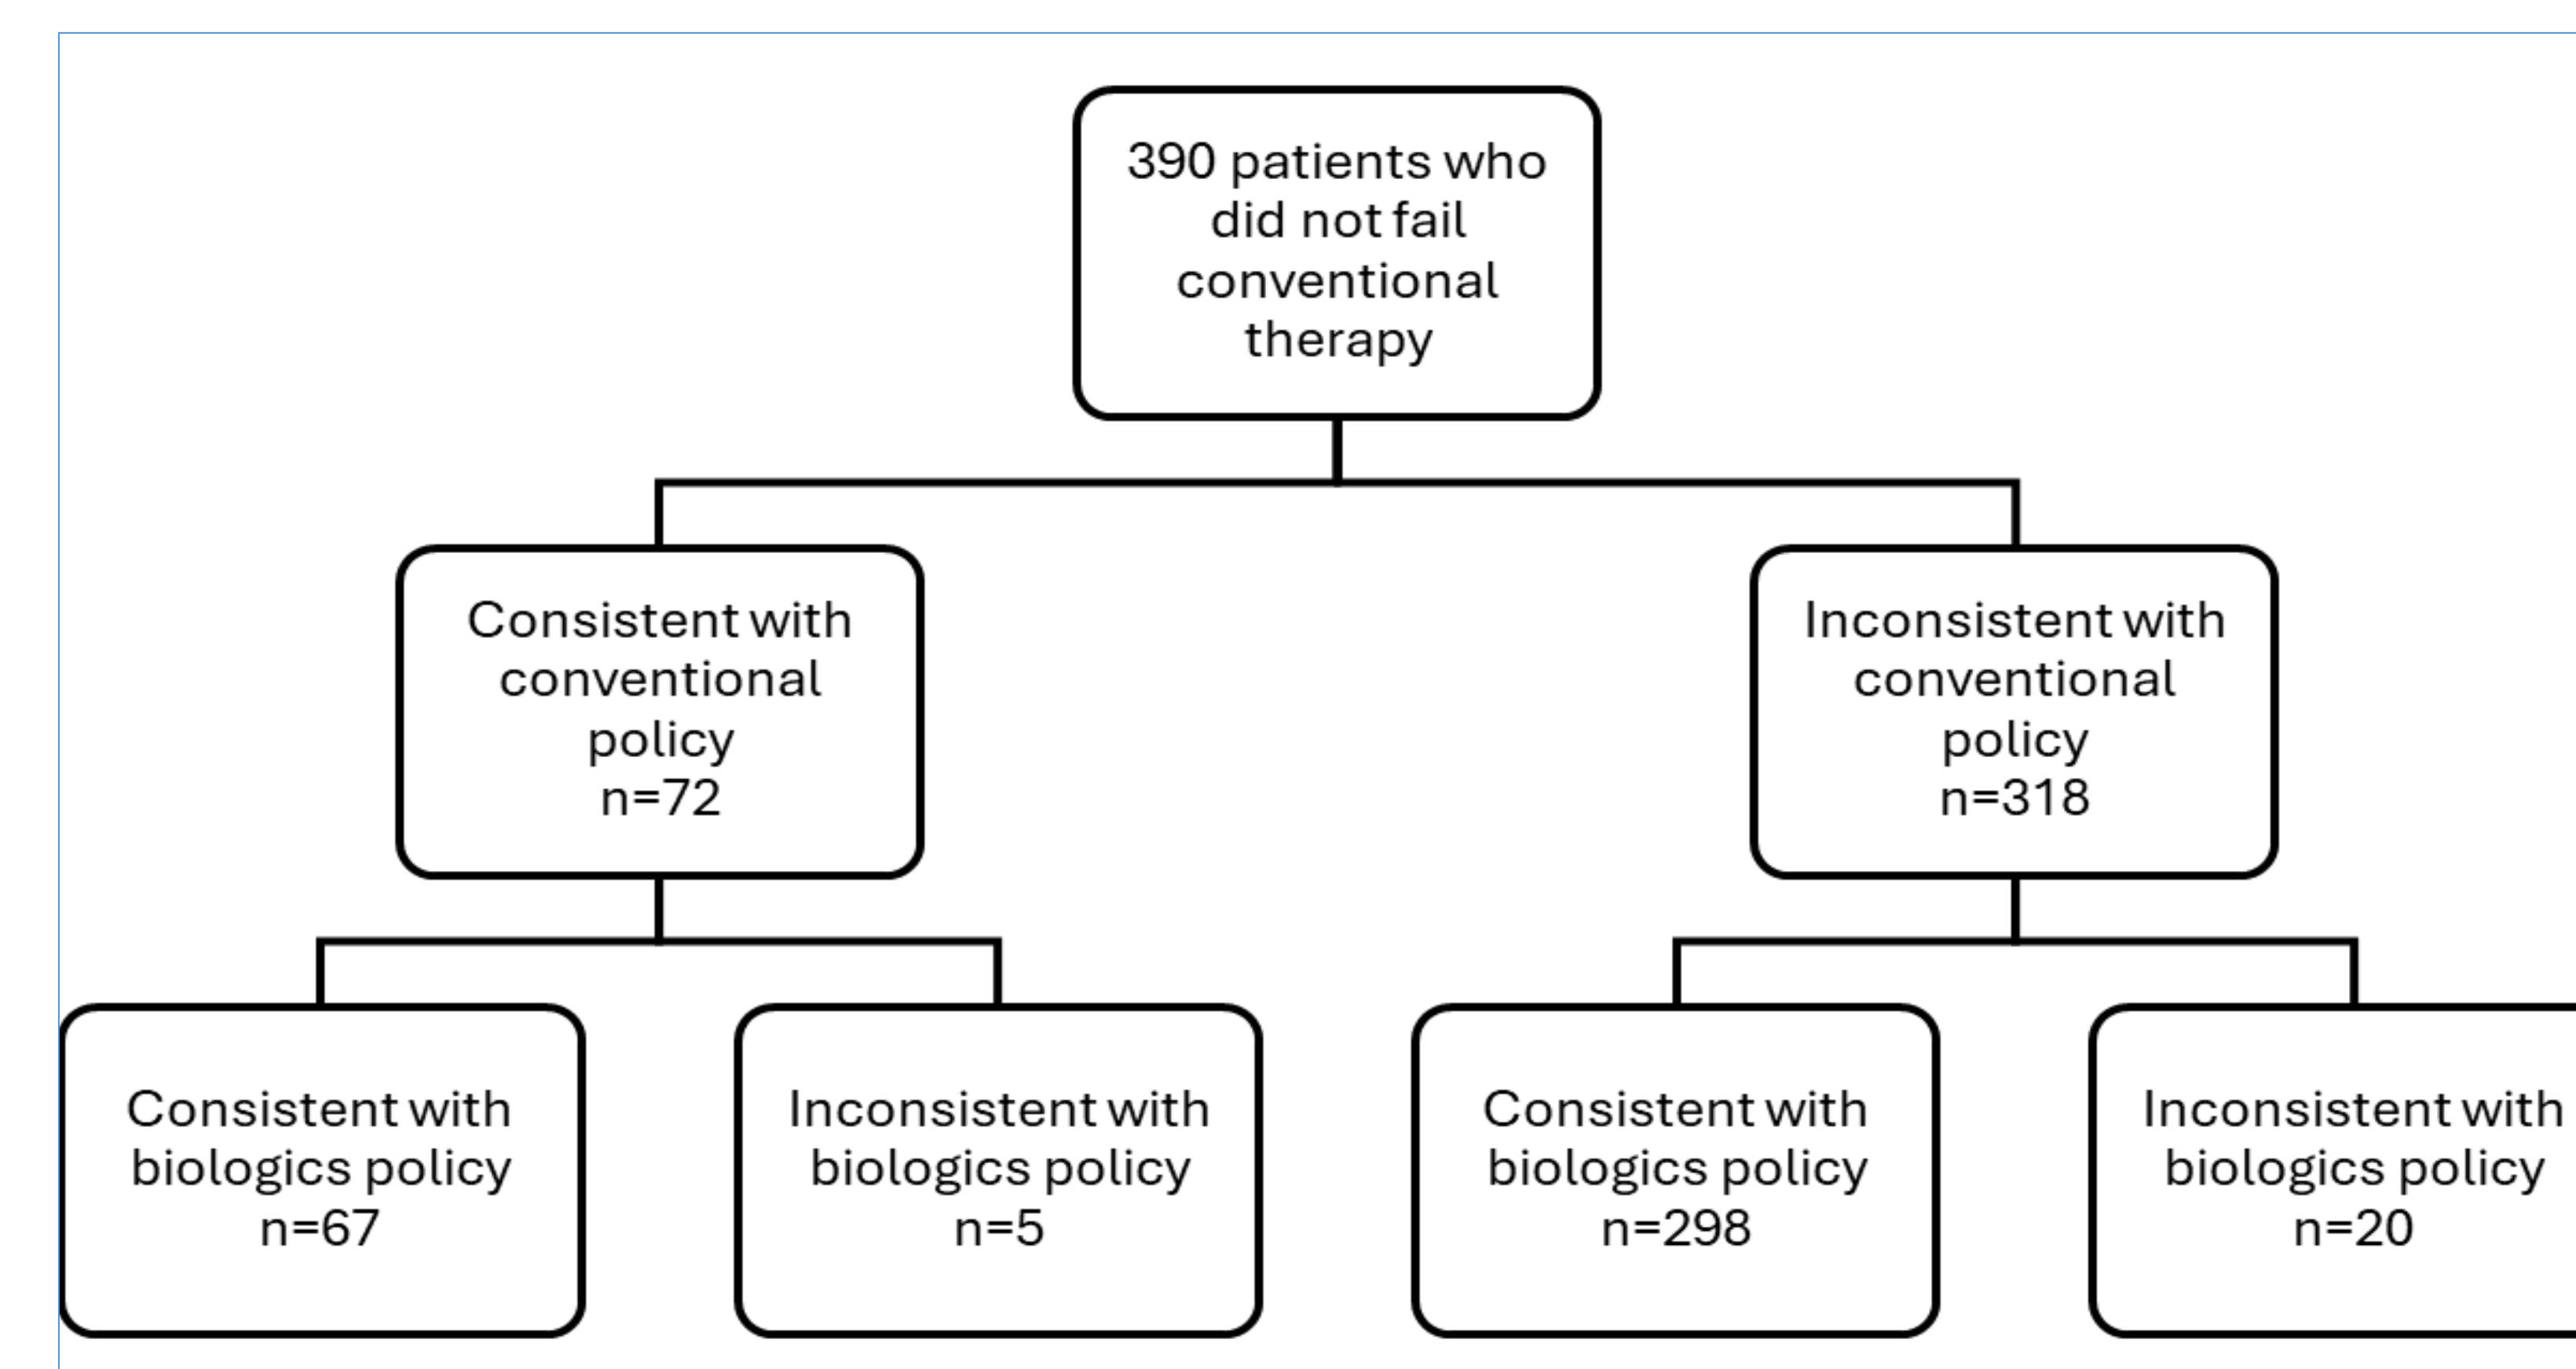 390 patients who
did not fail
conventional
therapy
Consistent with
conventional
policy
n=72
Inconsistent with
conventional
policy
n=318
Consistent with
biologics policy
n=67
Inconsistent with
biologics policy
n=5
Consistent with
biologics policy
n=298
Inconsistent with
biologics policy
n=20